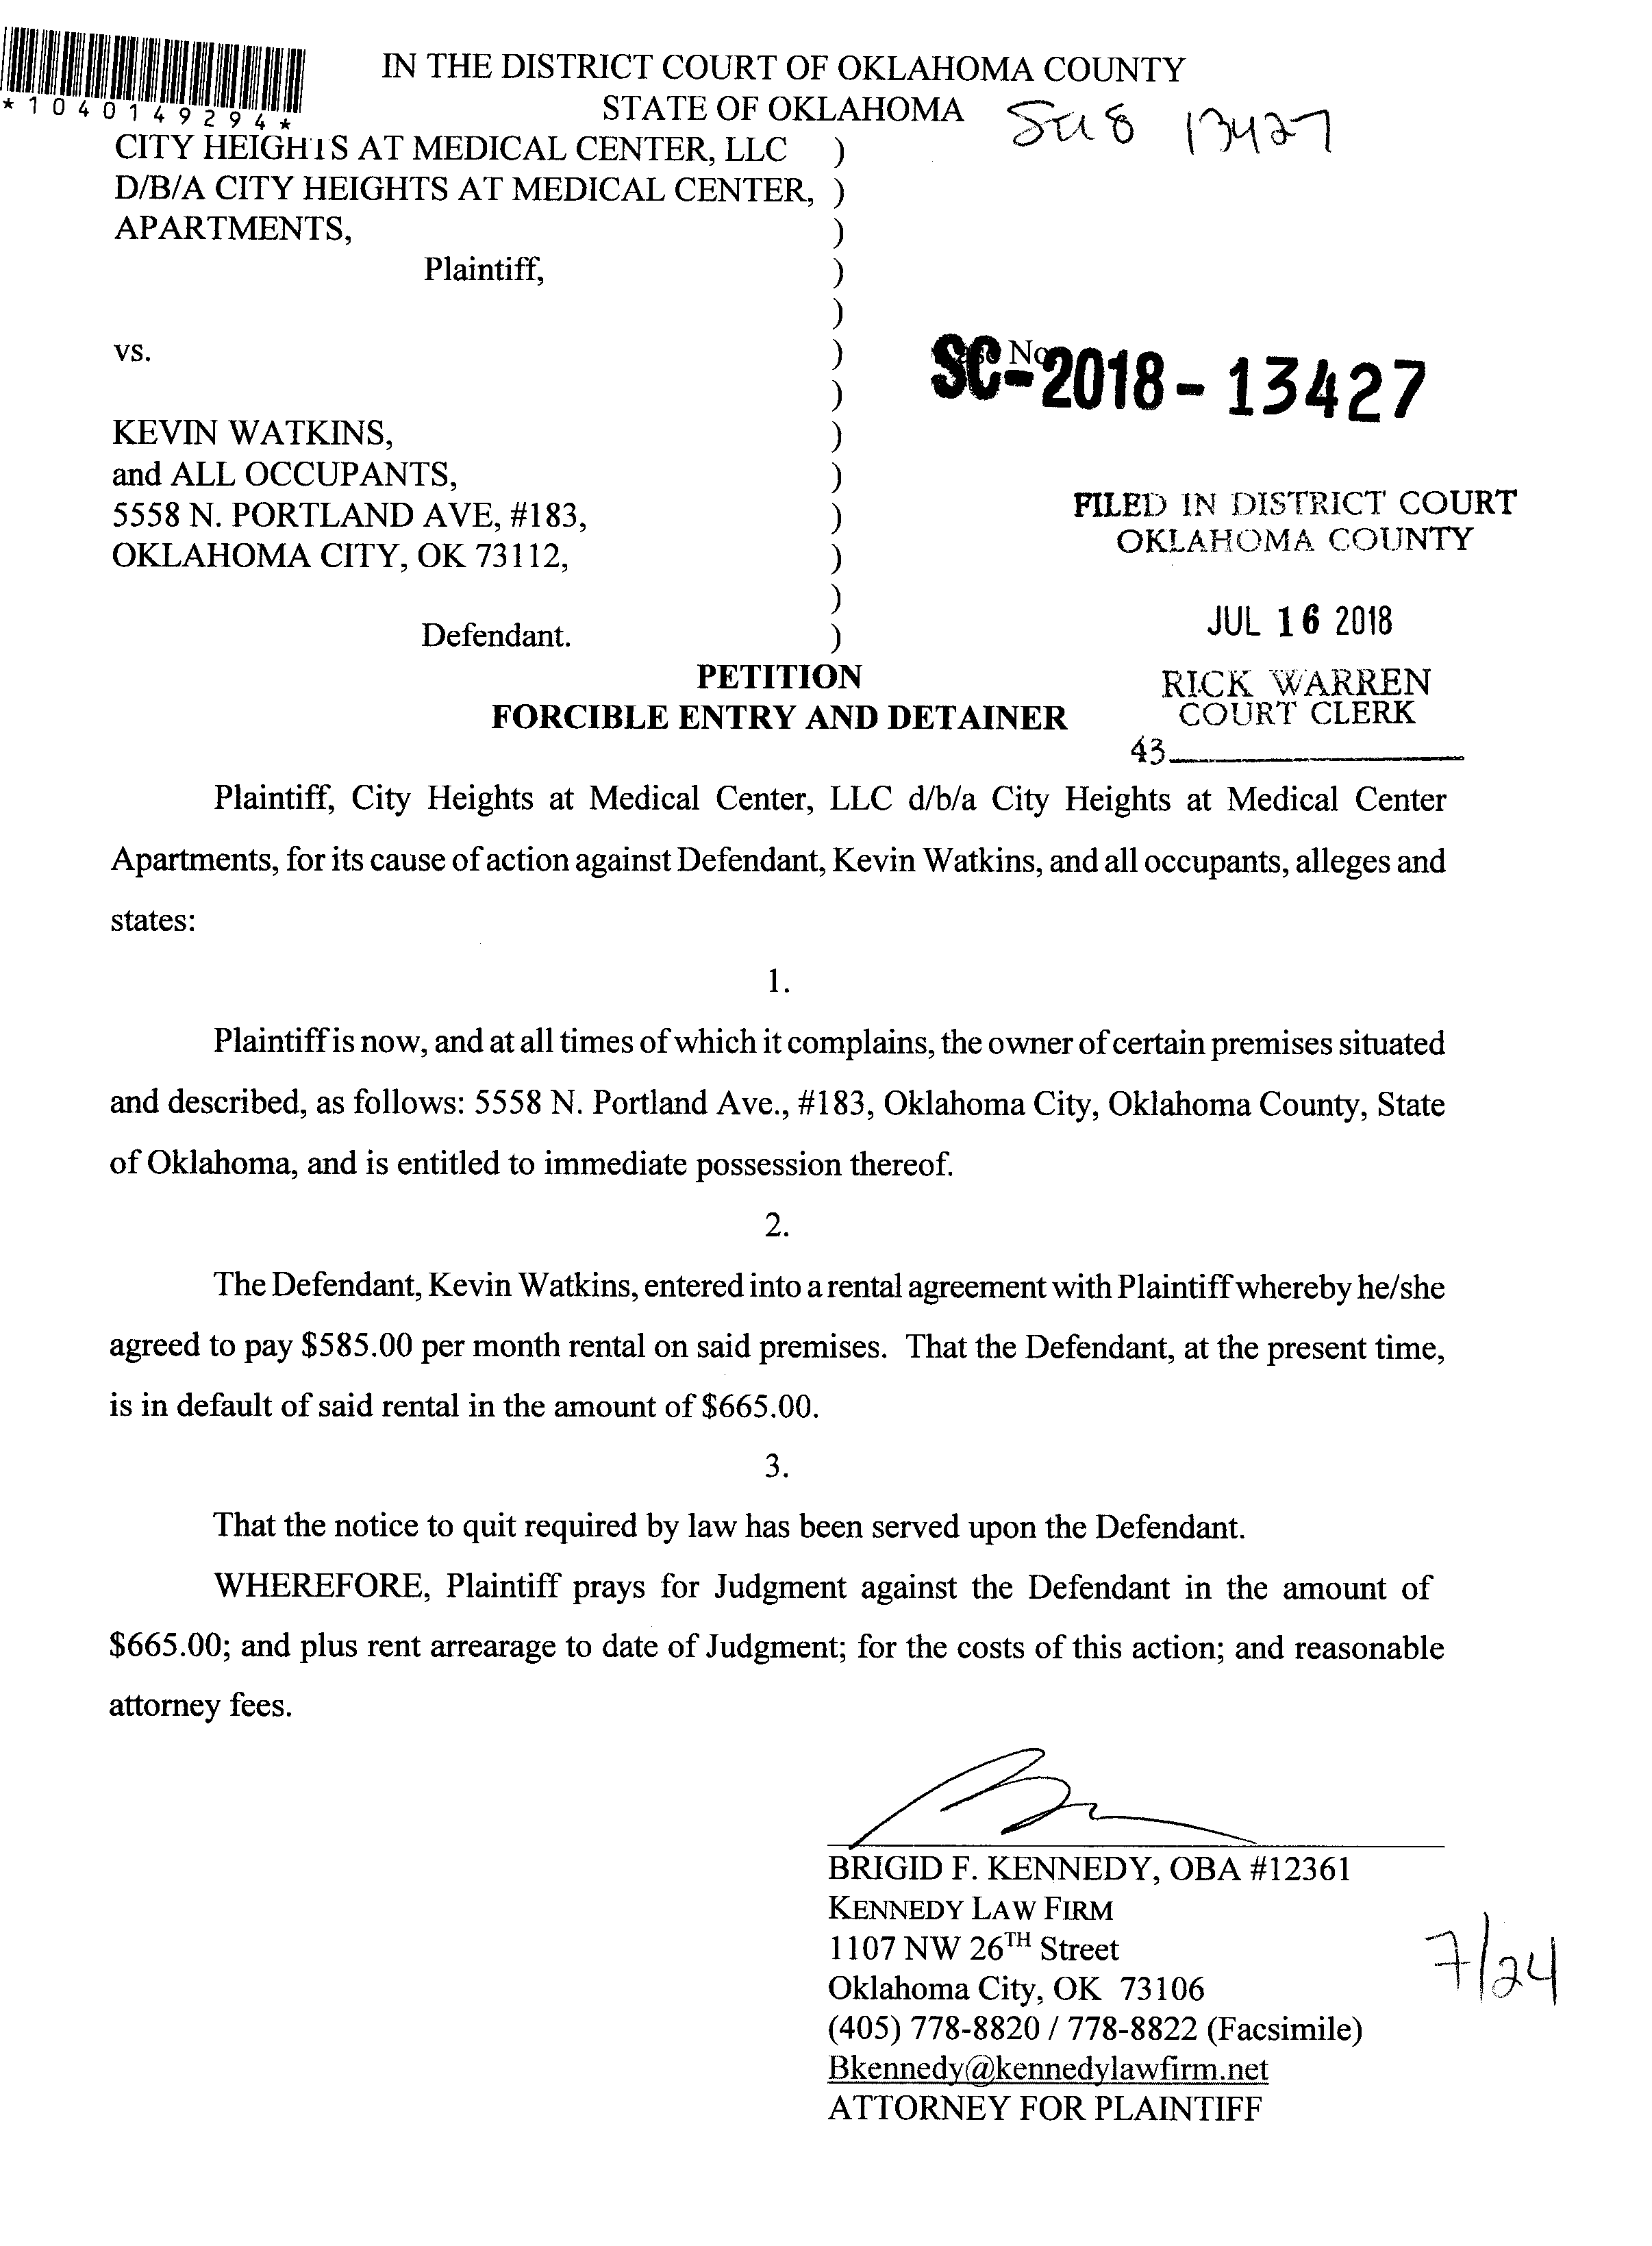 IN THE DISTRICT COURT OF OKLAHOMA COUNTY
STATE OF OKLAHOMA
*1040149294*
13427
CITY HEIGHTS AT MEDICAL CENTER, LLC )
D/B/A CITY HEIGHTS AT MEDICAL CENTER, )
APARTMENTS, )
Plaintiff, )
)
vs. )
)
KEVIN WATKINS, )
and ALL OCCUPANTS, )
5558 N. PORTLAND AVE, #183, )
OKLAHOMA CITY, OK 73112, )
)
Defendant. )
SC-2018-13427
FILED IN DISTRICT COURT
OKLAHOMA COUNTY
JUL 16 2018
RICK WARREN
COURT CLERK
43
PETITION
FORCIBLE ENTRY AND DETAINER
Plaintiff, City Heights at Medical Center, LLC d/b/a City Heights at Medical Center
Apartments, for its cause of action against Defendant, Kevin Watkins, and all occupants, alleges and
states:
1.
Plaintiff is now, and at all times of which it complains, the owner of certain premises situated
and described, as follows: 5558 N. Portland Ave., #183, Oklahoma City, Oklahoma County, State
of Oklahoma, and is entitled to immediate possession thereof.
2.
The Defendant, Kevin Watkins, entered into a rental agreement with Plaintiff whereby he/she
agreed to pay $585.00 per month rental on said premises. That the Defendant, at the present time,
is in default of said rental in the amount of $665.00.
3.
That the notice to quit required by law has been served upon the Defendant.
WHEREFORE, Plaintiff prays for Judgment against the Defendant in the amount of
$665.00; and plus rent arrearage to date of Judgment; for the costs of this action; and reasonable
attorney fees.
BRIGID F. KENNEDY, OBA #12361
KENNEDY LAW FIRM
1107 NW 26TH Street
Oklahoma City, OK 73106
(405) 778-8820 / 778-8822 (Facsimile)
Bkennedy@kennedylawfirm.net
ATTORNEY FOR PLAINTIFF
7/24